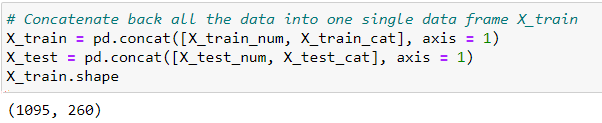 # Concatenate back all the data into one single data frame X_train
X_train = pd.concat([X_train_num, X_train_cat], axis = 1)
X_test = pd.concat([X_test_num, X_test_cat], axis = 1)
X_train.shape
(1095, 260)